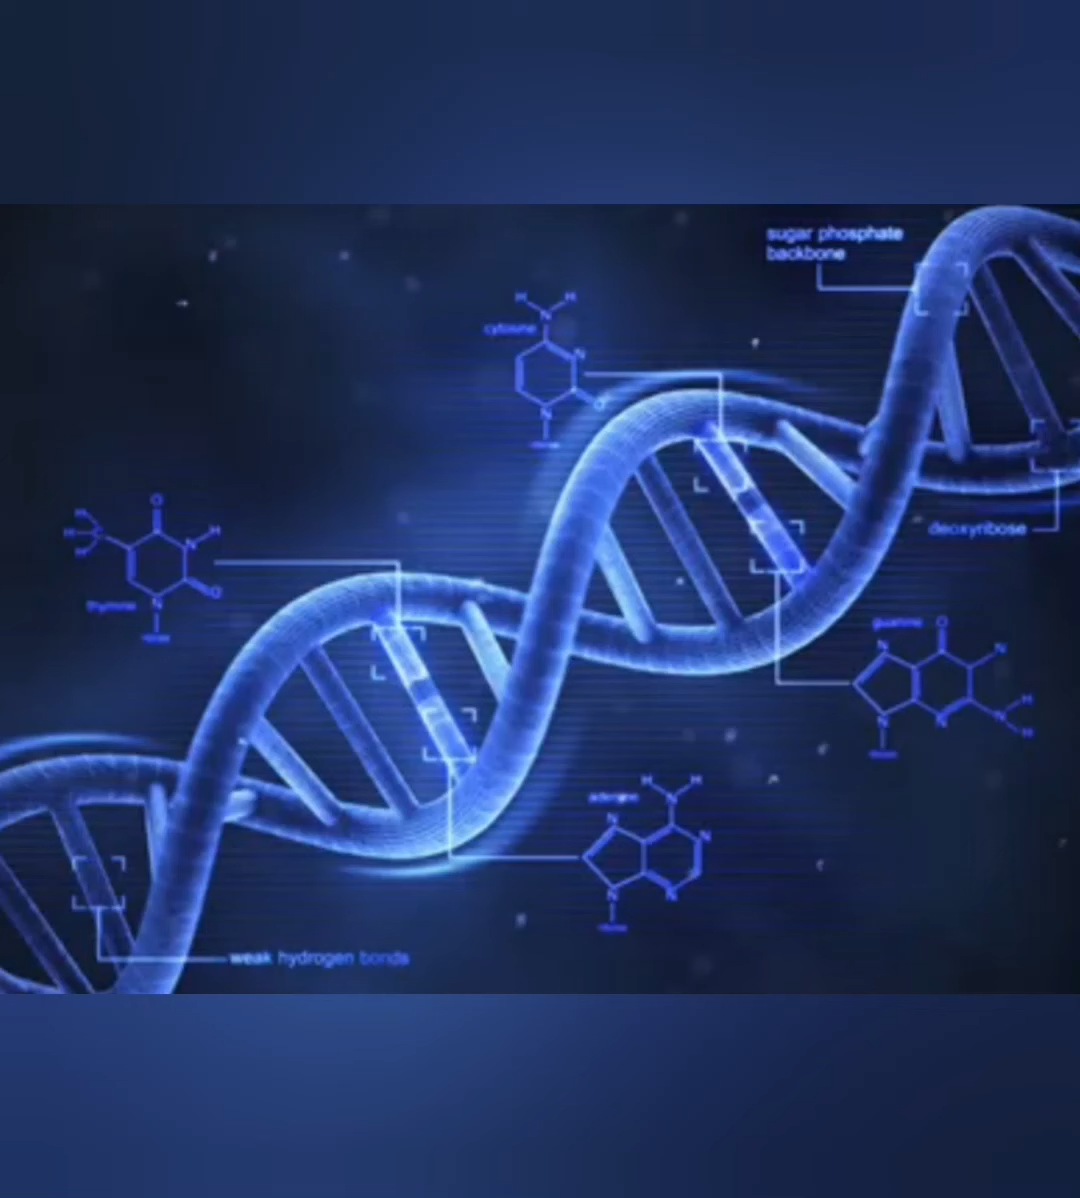 sugar phosphate
backbone
cytosine
H
H
N
N
O
N
thymine
O
H
H
H
C
N
H
O
N
deoxyribose
guanine
O
N
N
N
H
N
N
H
adenine
H
H
N
N
N
N
N
weak hydrogen bonds